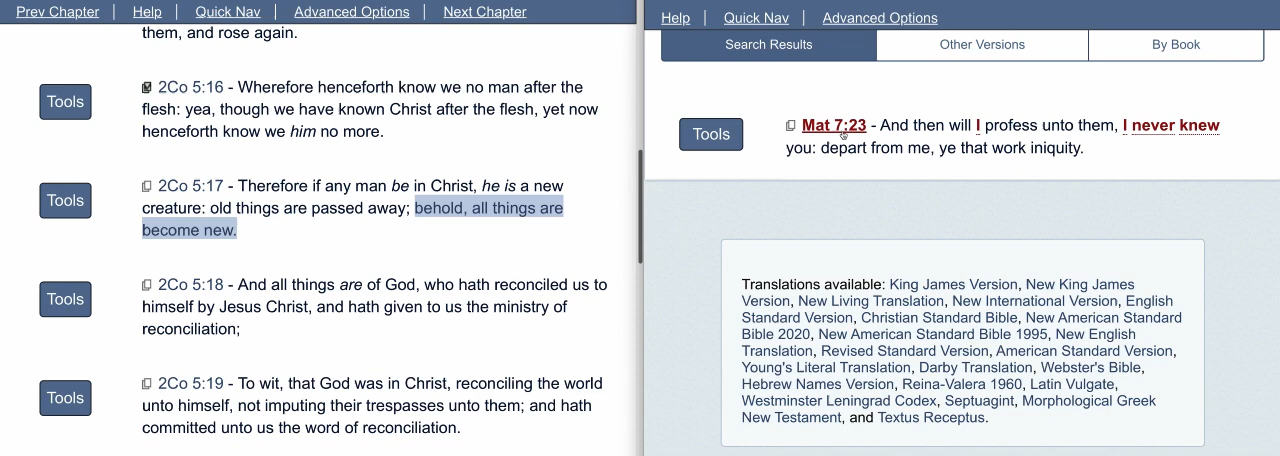 Prev Chapter | Help | Quick Nav | Advanced Options | Next Chapter
them, and rose again.
Tools
2Co 5:16 - Wherefore henceforth know we no man after the
flesh: yea, though we have known Christ after the flesh, yet now
henceforth know we him no more.
Tools
2Co 5:17 - Therefore if any man be in Christ, he is a new
creature: old things are passed away; behold, all things are
become new.
Tools
2Co 5:18 - And all things are of God, who hath reconciled us to
himself by Jesus Christ, and hath given to us the ministry of
reconciliation;
Tools
2Co 5:19 - To wit, that God was in Christ, reconciling the world
unto himself, not imputing their trespasses unto them; and hath
committed unto us the word of reconciliation.
Help | Quick Nav | Advanced Options
Search Results
Other Versions
By Book
Tools
Mat 7:23 - And then will I profess unto them, I never knew
you: depart from me, ye that work iniquity.
Translations available: King James Version, New King James
Version, New Living Translation, New International Version, English
Standard Version, Christian Standard Bible, New American Standard
Bible 2020, New American Standard Bible 1995, New English
Translation, Revised Standard Version, American Standard Version,
Young's Literal Translation, Darby Translation, Webster's Bible,
Hebrew Names Version, Reina-Valera 1960, Latin Vulgate,
Westminster Leningrad Codex, Septuagint, Morphological Greek
New Testament, and Textus Receptus.